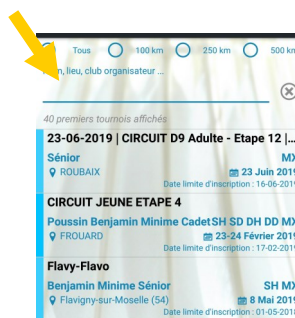 Tous 100 km 250 km 500 km
lieu, club organisateur ...
40 premiers tournois affichés
23-06-2019 | CIRCUIT D9 Adulte - Etape 12 |...
Sénior MX
ROUBAIX 23 Juin 2019
Date limite d'inscription : 16-06-2019
CIRCUIT JEUNE ETAPE 4
Poussin Benjamin Minime Cadet SH SD DH DD MX
FROUARD 23-24 Février 2019
Date limite d'inscription : 17-02-2019
Flavy-Flavo
Benjamin Minime Sénior SH MX
Flavigny-sur-Moselle (54) 8 Mai 2019
Date limite d'inscription : 01-05-2018